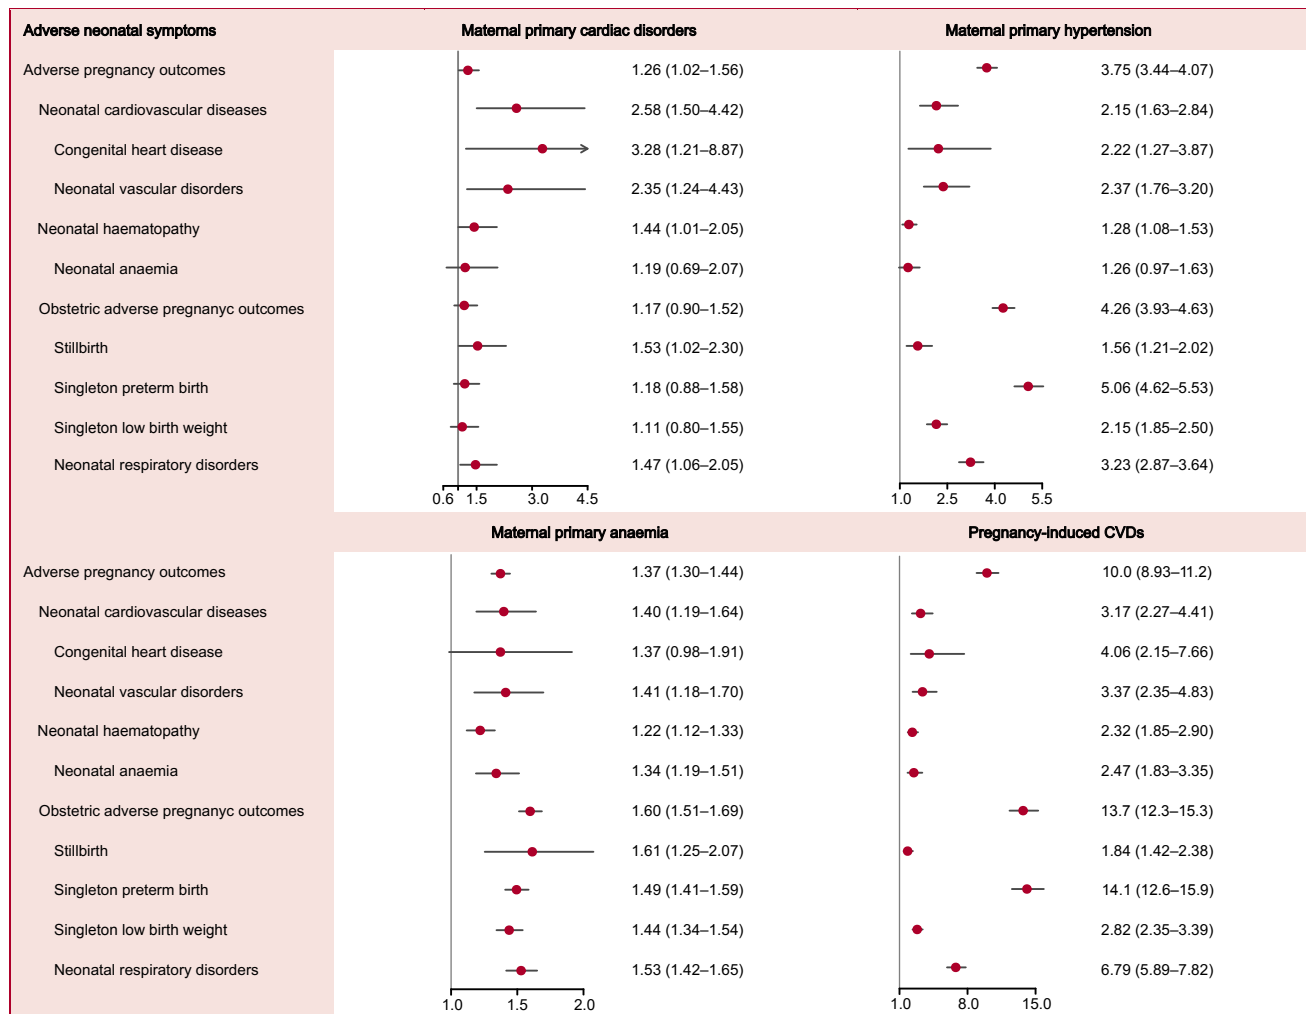 Adverse neonatal symptoms Maternal primary cardiac disorders Maternal primary hypertension
Adverse pregnancy outcomes 1.26 (1.02–1.56) 3.75 (3.44–4.07)
Neonatal cardiovascular diseases 2.58 (1.50–4.42) 2.15 (1.63–2.84)
Congenital heart disease 3.28 (1.21–8.87) 2.22 (1.27–3.87)
Neonatal vascular disorders 2.35 (1.24–4.43) 2.37 (1.76–3.20)
Neonatal haematopathy 1.44 (1.01–2.05) 1.28 (1.08–1.53)
Neonatal anaemia 1.19 (0.69–2.07) 1.26 (0.97–1.63)
Obstetric adverse pregnanyc outcomes 1.17 (0.90–1.52) 4.26 (3.93–4.63)
Stillbirth 1.53 (1.02–2.30) 1.56 (1.21–2.02)
Singleton preterm birth 1.18 (0.88–1.58) 5.06 (4.62–5.53)
Singleton low birth weight 1.11 (0.80–1.55) 2.15 (1.85–2.50)
Neonatal respiratory disorders 1.47 (1.06–2.05) 3.23 (2.87–3.64)
0.6 1.5 3.0 4.5 1.0 2.5 4.0 5.5
Maternal primary anaemia Pregnancy-induced CVDs
Adverse pregnancy outcomes 1.37 (1.30–1.44) 10.0 (8.93–11.2)
Neonatal cardiovascular diseases 1.40 (1.19–1.64) 3.17 (2.27–4.41)
Congenital heart disease 1.37 (0.98–1.91) 4.06 (2.15–7.66)
Neonatal vascular disorders 1.41 (1.18–1.70) 3.37 (2.35–4.83)
Neonatal haematopathy 1.22 (1.12–1.33) 2.32 (1.85–2.90)
Neonatal anaemia 1.34 (1.19–1.51) 2.47 (1.83–3.35)
Obstetric adverse pregnanyc outcomes 1.60 (1.51–1.69) 13.7 (12.3–15.3)
Stillbirth 1.61 (1.25–2.07) 1.84 (1.42–2.38)
Singleton preterm birth 1.49 (1.41–1.59) 14.1 (12.6–15.9)
Singleton low birth weight 1.44 (1.34–1.54) 2.82 (2.35–3.39)
Neonatal respiratory disorders 1.53 (1.42–1.65) 6.79 (5.89–7.82)
1.0 1.5 2.0 1.0 8.0 15.0